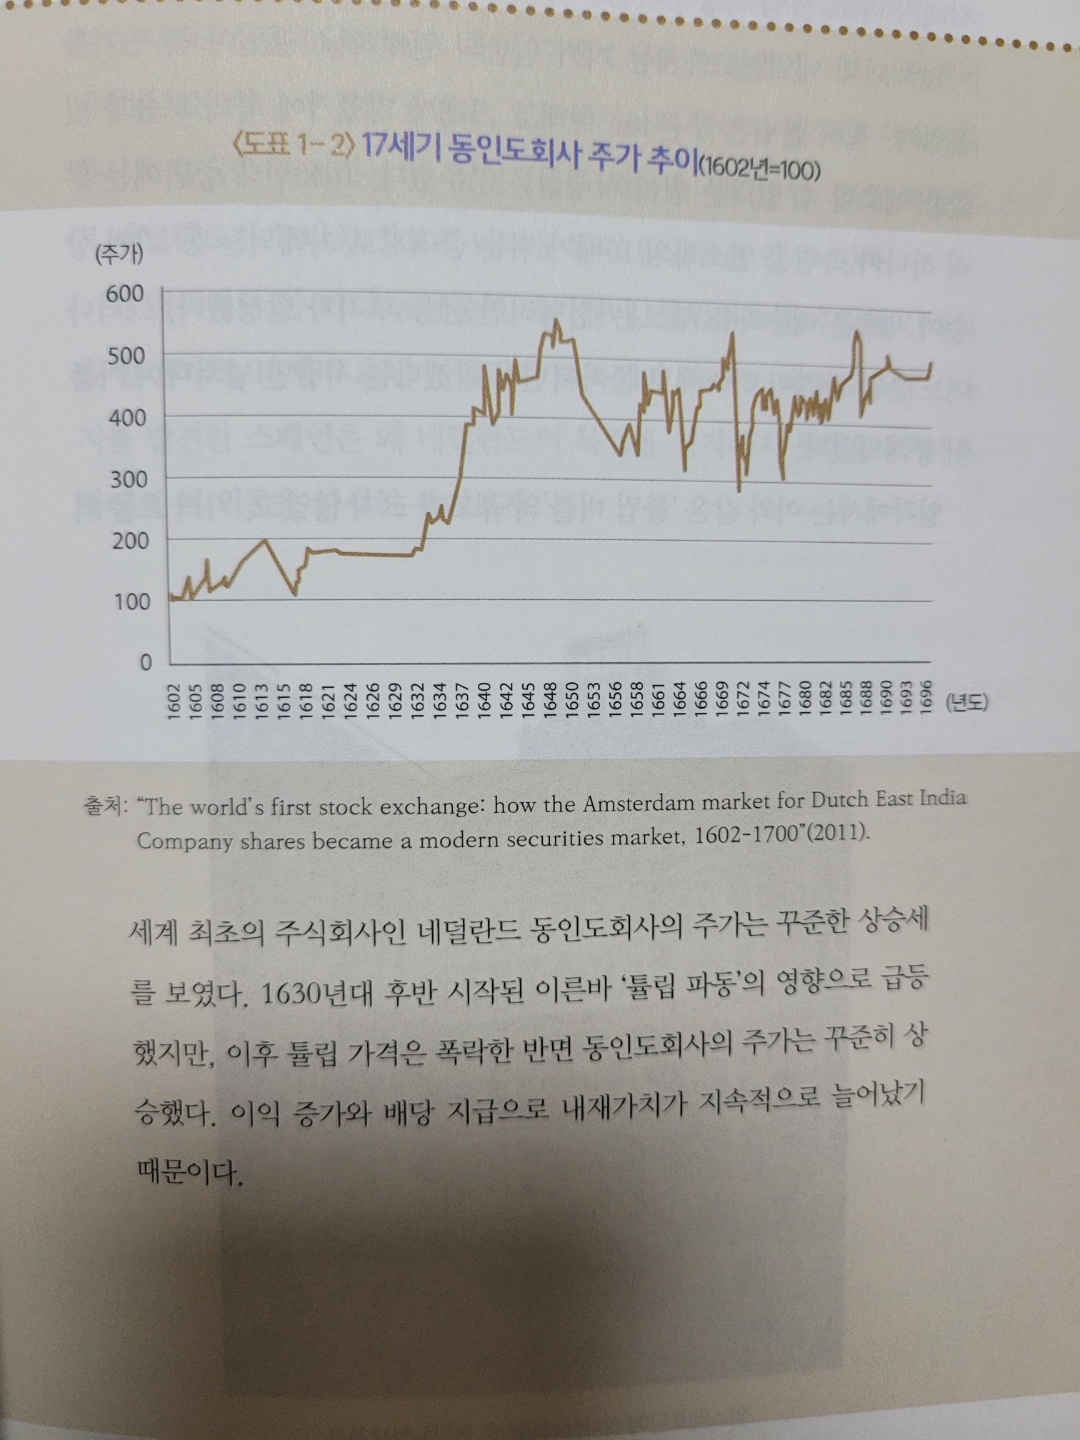 〈도표 1-2〉 17세기 동인도회사 주가 추이(1602년=100)
(주가)
600
500
400
300
200
100
0
1602 1605 1608 1610 1613 1615 1618 1621 1624 1626 1629 1632 1634 1637 1640 1642 1645 1648 1650 1653 1656 1658 1661 1664 1666 1669 1672 1674 1677 1680 1682 1685 1688 1690 1693 1696 (년도)
출처: “The world's first stock exchange: how the Amsterdam market for Dutch East India
Company shares became a modern securities market, 1602-1700”(2011).
세계 최초의 주식회사인 네덜란드 동인도회사의 주가는 꾸준한 상승세
를 보였다. 1630년대 후반 시작된 이른바 ‘튤립 파동’의 영향으로 급등
했지만, 이후 튤립 가격은 폭락한 반면 동인도회사의 주가는 꾸준히 상
승했다. 이익 증가와 배당 지급으로 내재가치가 지속적으로 늘어났기
때문이다.